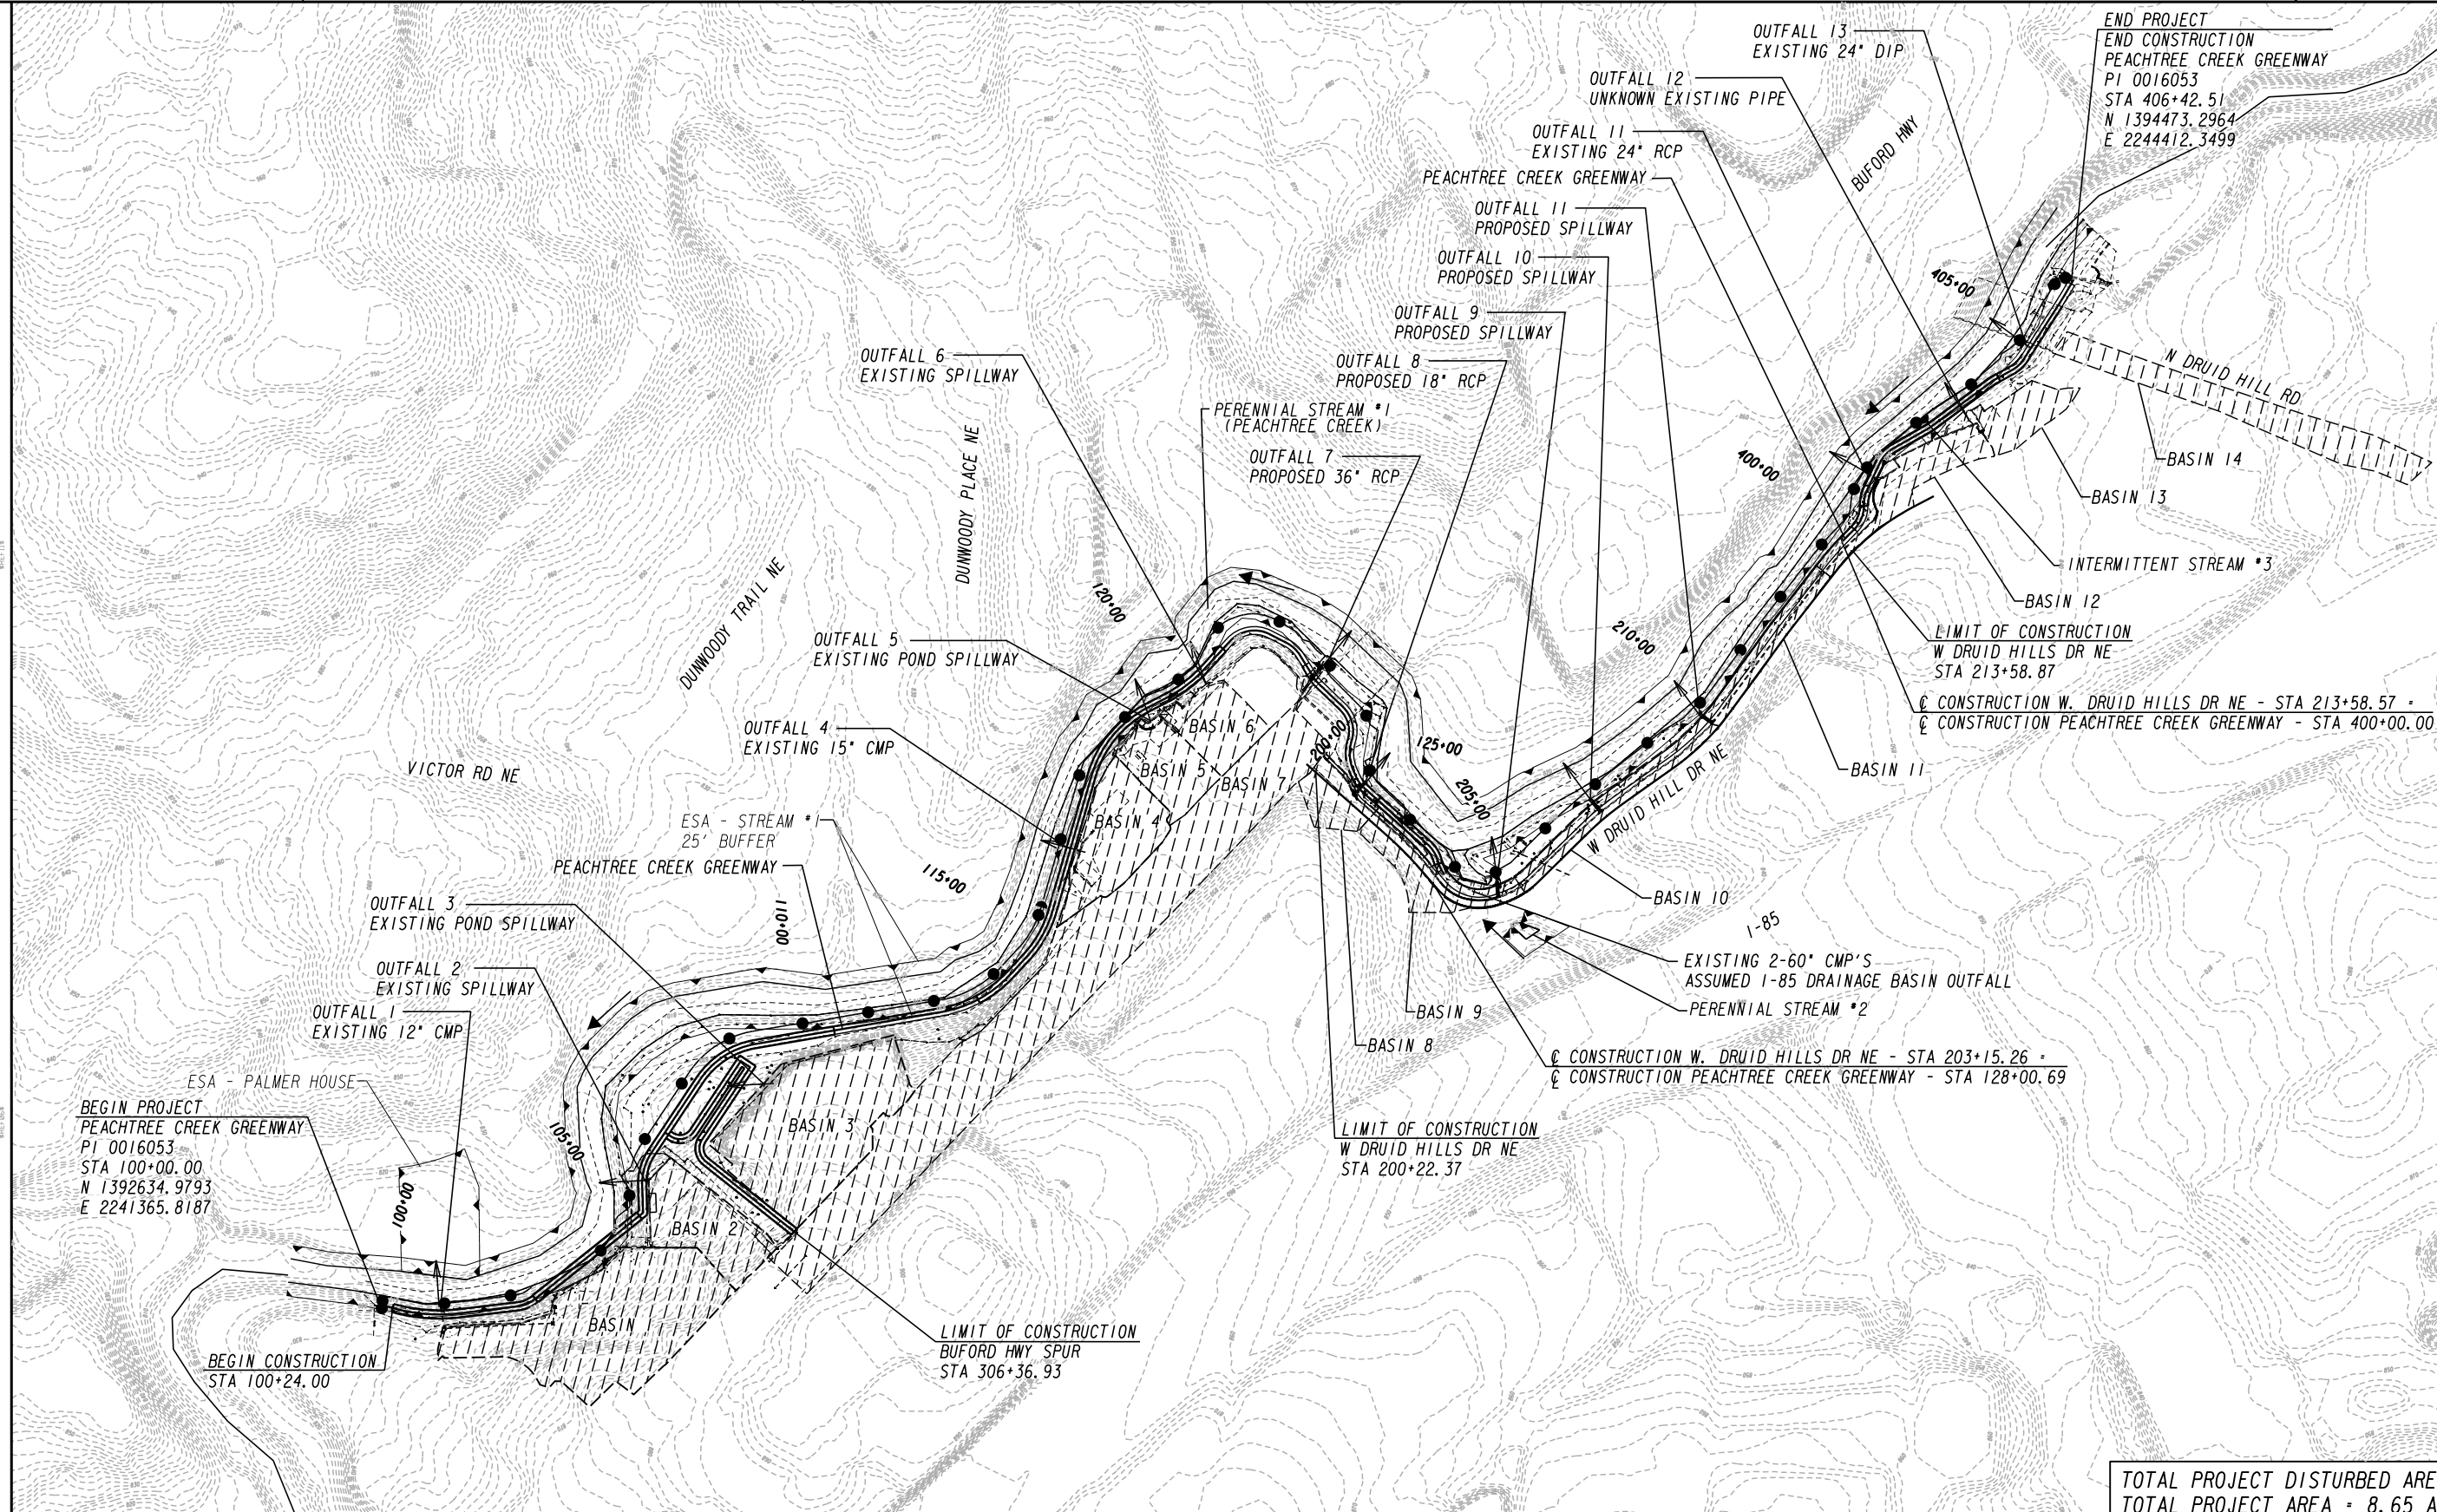 OUTFALL 13
EXISTING 24" DIP
END PROJECT
END CONSTRUCTION
PEACHTREE CREEK GREENWAY
PI 0016053
STA 406+42.51
N 1394473.2964
E 2244412.3499
OUTFALL 12
UNKNOWN EXISTING PIPE
BUFORD HWY
OUTFALL 11
EXISTING 24" RCP
PEACHTREE CREEK GREENWAY
OUTFALL 11
PROPOSED SPILLWAY
OUTFALL 10
PROPOSED SPILLWAY
OUTFALL 9
PROPOSED SPILLWAY
OUTFALL 8
PROPOSED 18" RCP
405+00
N DRUID HILL RD
OUTFALL 6
EXISTING SPILLWAY
PERENNIAL STREAM #1
(PEACHTREE CREEK)
OUTFALL 7
PROPOSED 36" RCP
DUNWOODY PLACE NE
400+00
BASIN 14
BASIN 13
INTERMITTENT STREAM #3
BASIN 12
DUNWOODY TRAIL NE
120+00
210+00
LIMIT OF CONSTRUCTION
W DRUID HILLS DR NE
STA 213+58.87
OUTFALL 5
EXISTING POND SPILLWAY
℄ CONSTRUCTION W. DRUID HILLS DR NE - STA 213+58.57 =
℄ CONSTRUCTION PEACHTREE CREEK GREENWAY - STA 400+00.00
OUTFALL 4
EXISTING 15" CMP
BASIN 6
BASIN 5
BASIN 7
200+00
125+00
205+00
BASIN 11
VICTOR RD NE
BASIN 4
W DRUID HILL DR NE
ESA - STREAM #1
25' BUFFER
PEACHTREE CREEK GREENWAY
115+00
110+00
BASIN 10
I-85
OUTFALL 3
EXISTING POND SPILLWAY
EXISTING 2-60" CMP'S
ASSUMED I-85 DRAINAGE BASIN OUTFALL
PERENNIAL STREAM #2
OUTFALL 2
EXISTING SPILLWAY
BASIN 9
BASIN 8
OUTFALL 1
EXISTING 12" CMP
℄ CONSTRUCTION W. DRUID HILLS DR NE - STA 203+15.26 =
℄ CONSTRUCTION PEACHTREE CREEK GREENWAY - STA 128+00.69
ESA - PALMER HOUSE
BEGIN PROJECT
PEACHTREE CREEK GREENWAY
PI 0016053
STA 100+00.00
N 1392634.9793
E 2241365.8187
105+00
100+00
BASIN 3
LIMIT OF CONSTRUCTION
W DRUID HILLS DR NE
STA 200+22.37
BASIN 2
BASIN 1
BEGIN CONSTRUCTION
STA 100+24.00
LIMIT OF CONSTRUCTION
BUFORD HWY SPUR
STA 306+36.93
TOTAL PROJECT DISTURBED ARE
TOTAL PROJECT AREA = 8.65 A